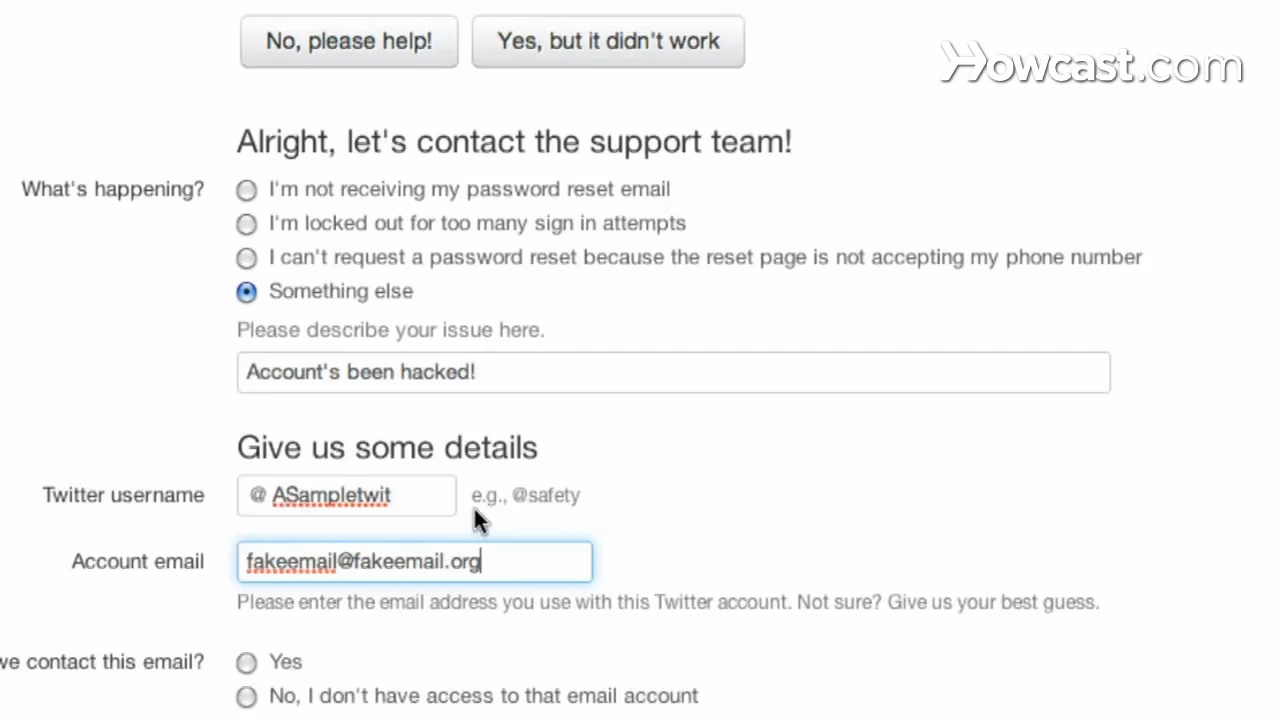 No, please help!
Yes, but it didn't work
Howcast.com
Alright, let's contact the support team!
What's happening?
I'm not receiving my password reset email
I'm locked out for too many sign in attempts
I can't request a password reset because the reset page is not accepting my phone number
Something else
Please describe your issue here.
Account's been hacked!
Give us some details
Twitter username
@ ASampletwit
e.g., @safety
Account email
fakeemail@fakeemail.org
Please enter the email address you use with this Twitter account. Not sure? Give us your best guess.
we contact this email?
Yes
No, I don't have access to that email account